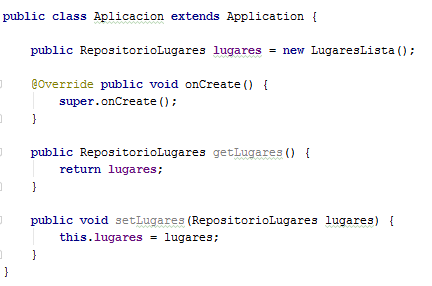 public class Aplicacion extends Application {
public RepositorioLugares lugares = new LugaresLista();
@Override public void onCreate() {
super.onCreate();
}
public RepositorioLugares getLugares() {
return lugares;
}
public void setLugares(RepositorioLugares lugares) {
this.lugares = lugares;
}
}